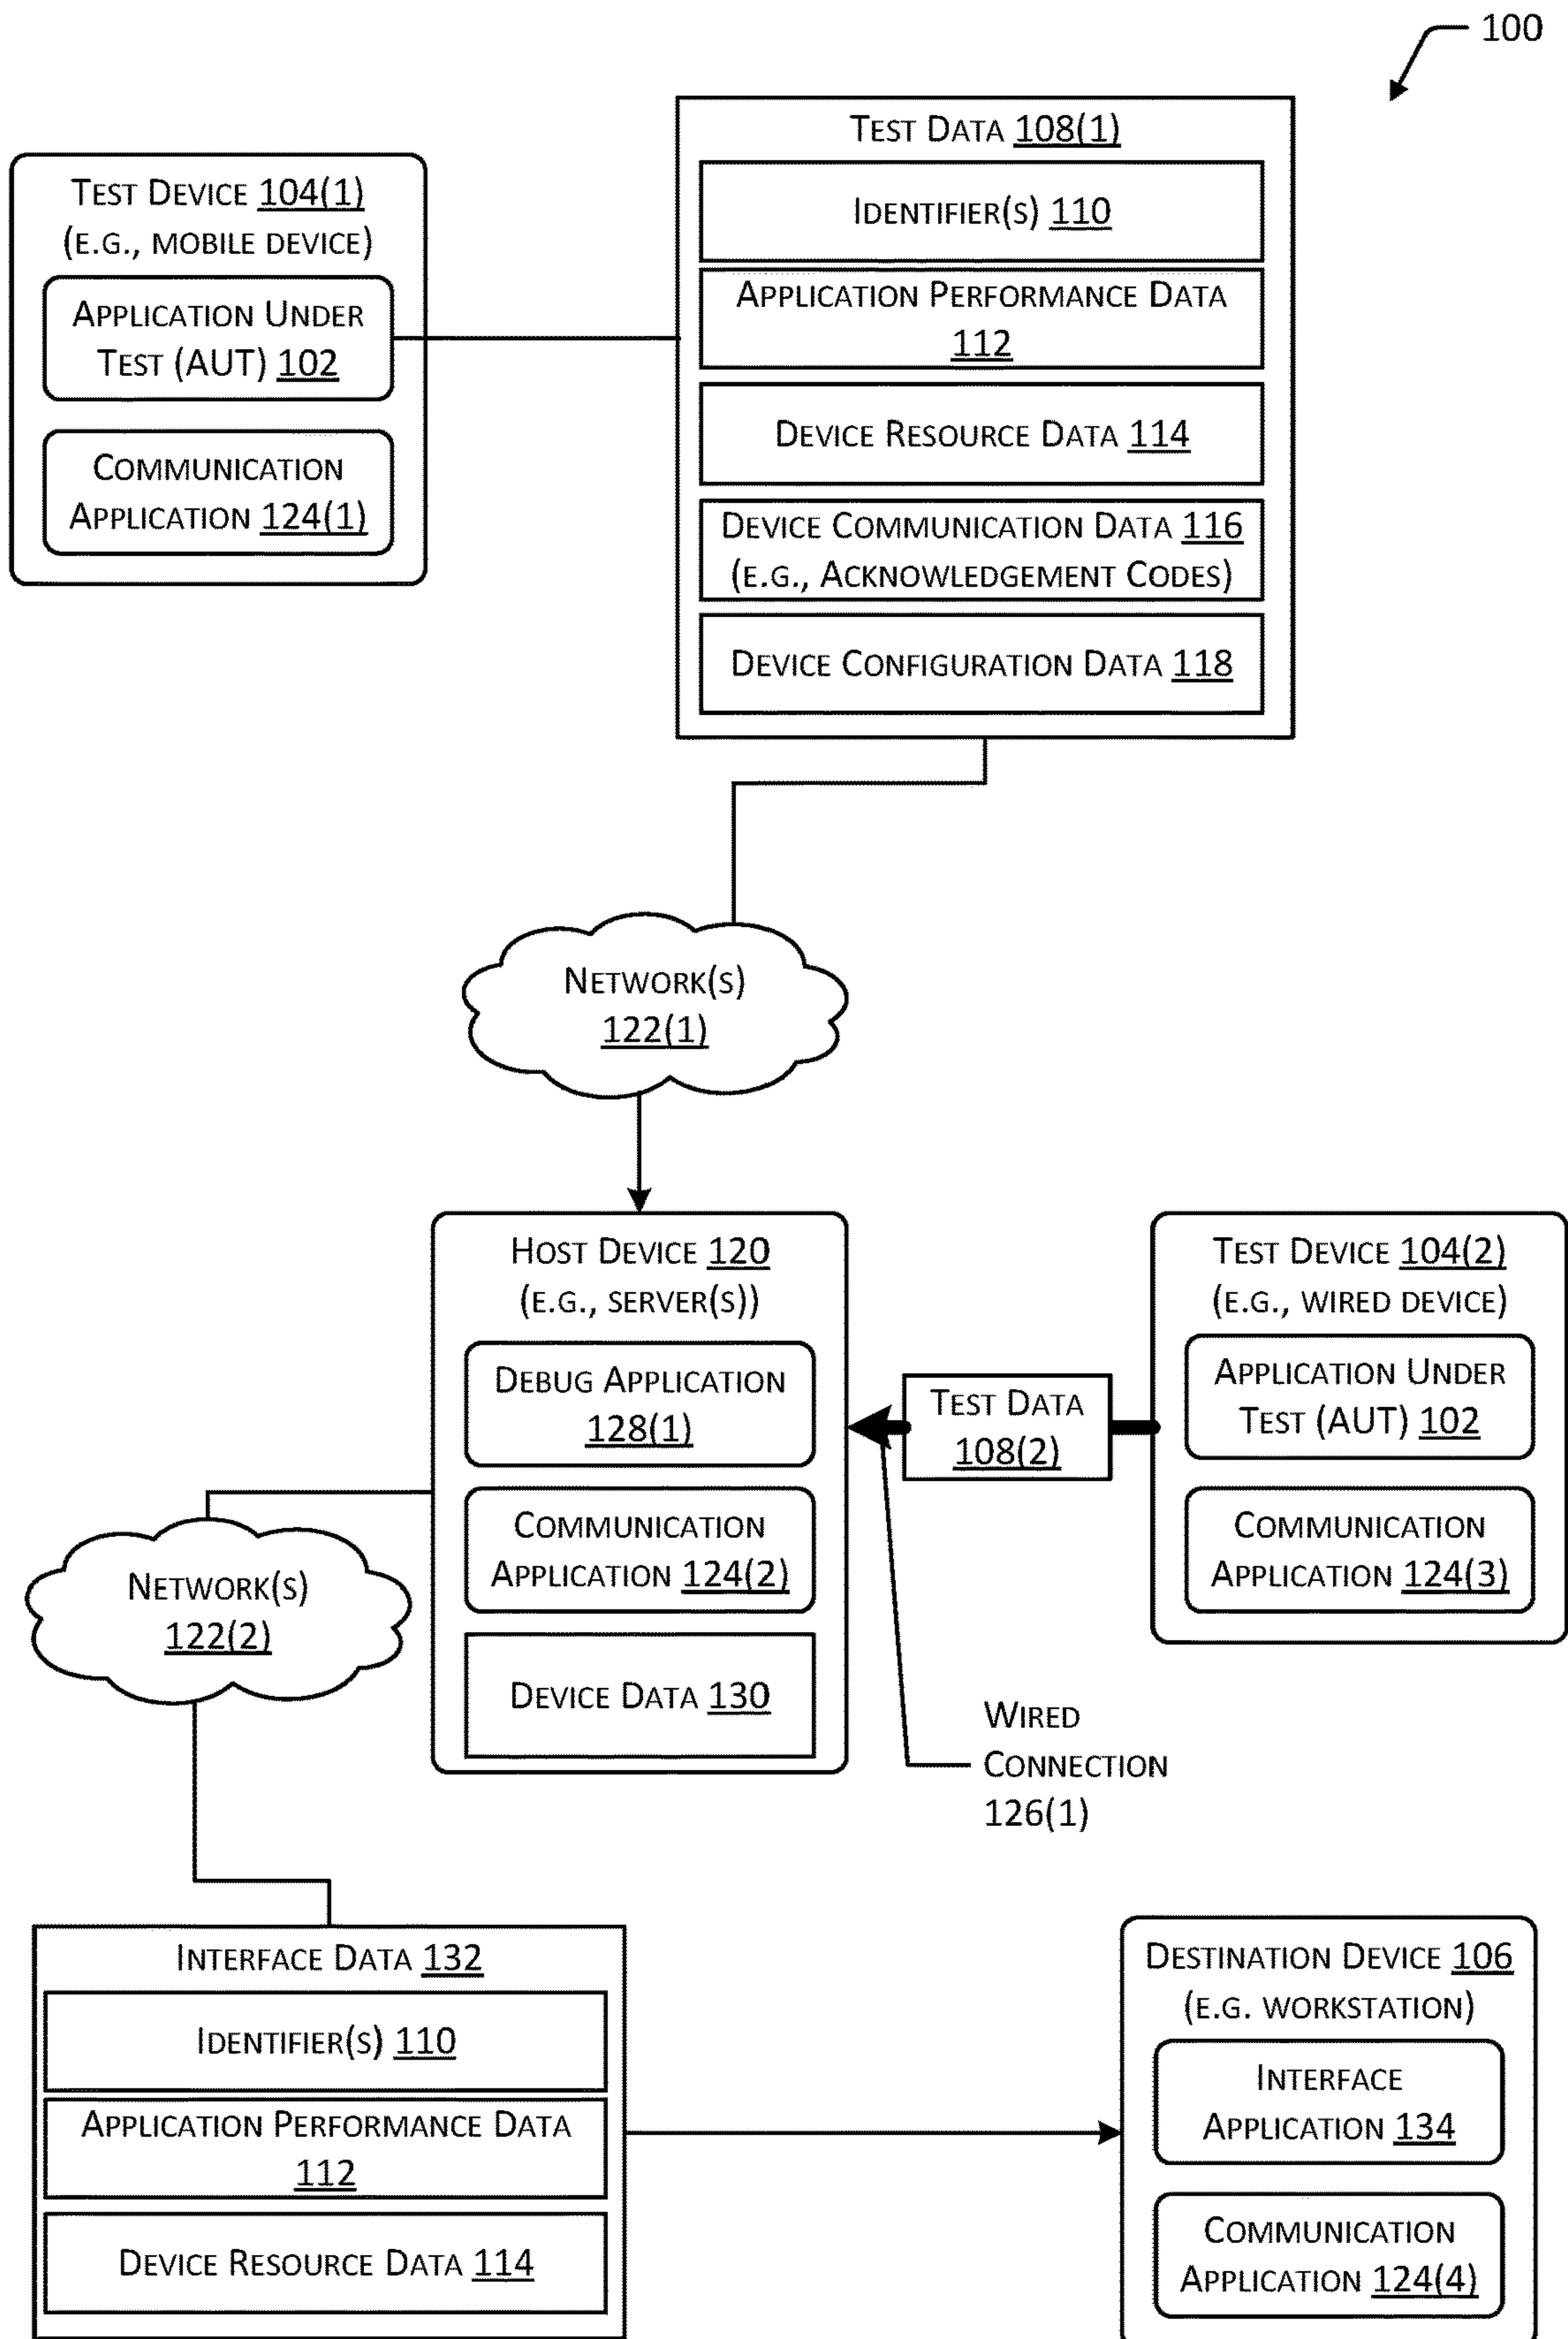 100
TEST DEVICE 104(1)
(E.G., MOBILE DEVICE)
APPLICATION UNDER
TEST (AUT) 102
COMMUNICATION
APPLICATION 124(1)
TEST DATA 108(1)
IDENTIFIER(S) 110
APPLICATION PERFORMANCE DATA
112
DEVICE RESOURCE DATA 114
DEVICE COMMUNICATION DATA 116
(E.G., ACKNOWLEDGEMENT CODES)
DEVICE CONFIGURATION DATA 118
NETWORK(S)
122(1)
HOST DEVICE 120
(E.G., SERVER(S))
DEBUG APPLICATION
128(1)
COMMUNICATION
APPLICATION 124(2)
DEVICE DATA 130
TEST DATA
108(2)
TEST DEVICE 104(2)
(E.G., WIRED DEVICE)
APPLICATION UNDER
TEST (AUT) 102
COMMUNICATION
APPLICATION 124(3)
WIRED
CONNECTION
126(1)
NETWORK(S)
122(2)
INTERFACE DATA 132
IDENTIFIER(S) 110
APPLICATION PERFORMANCE DATA
112
DEVICE RESOURCE DATA 114
DESTINATION DEVICE 106
(E.G. WORKSTATION)
INTERFACE
APPLICATION 134
COMMUNICATION
APPLICATION 124(4)